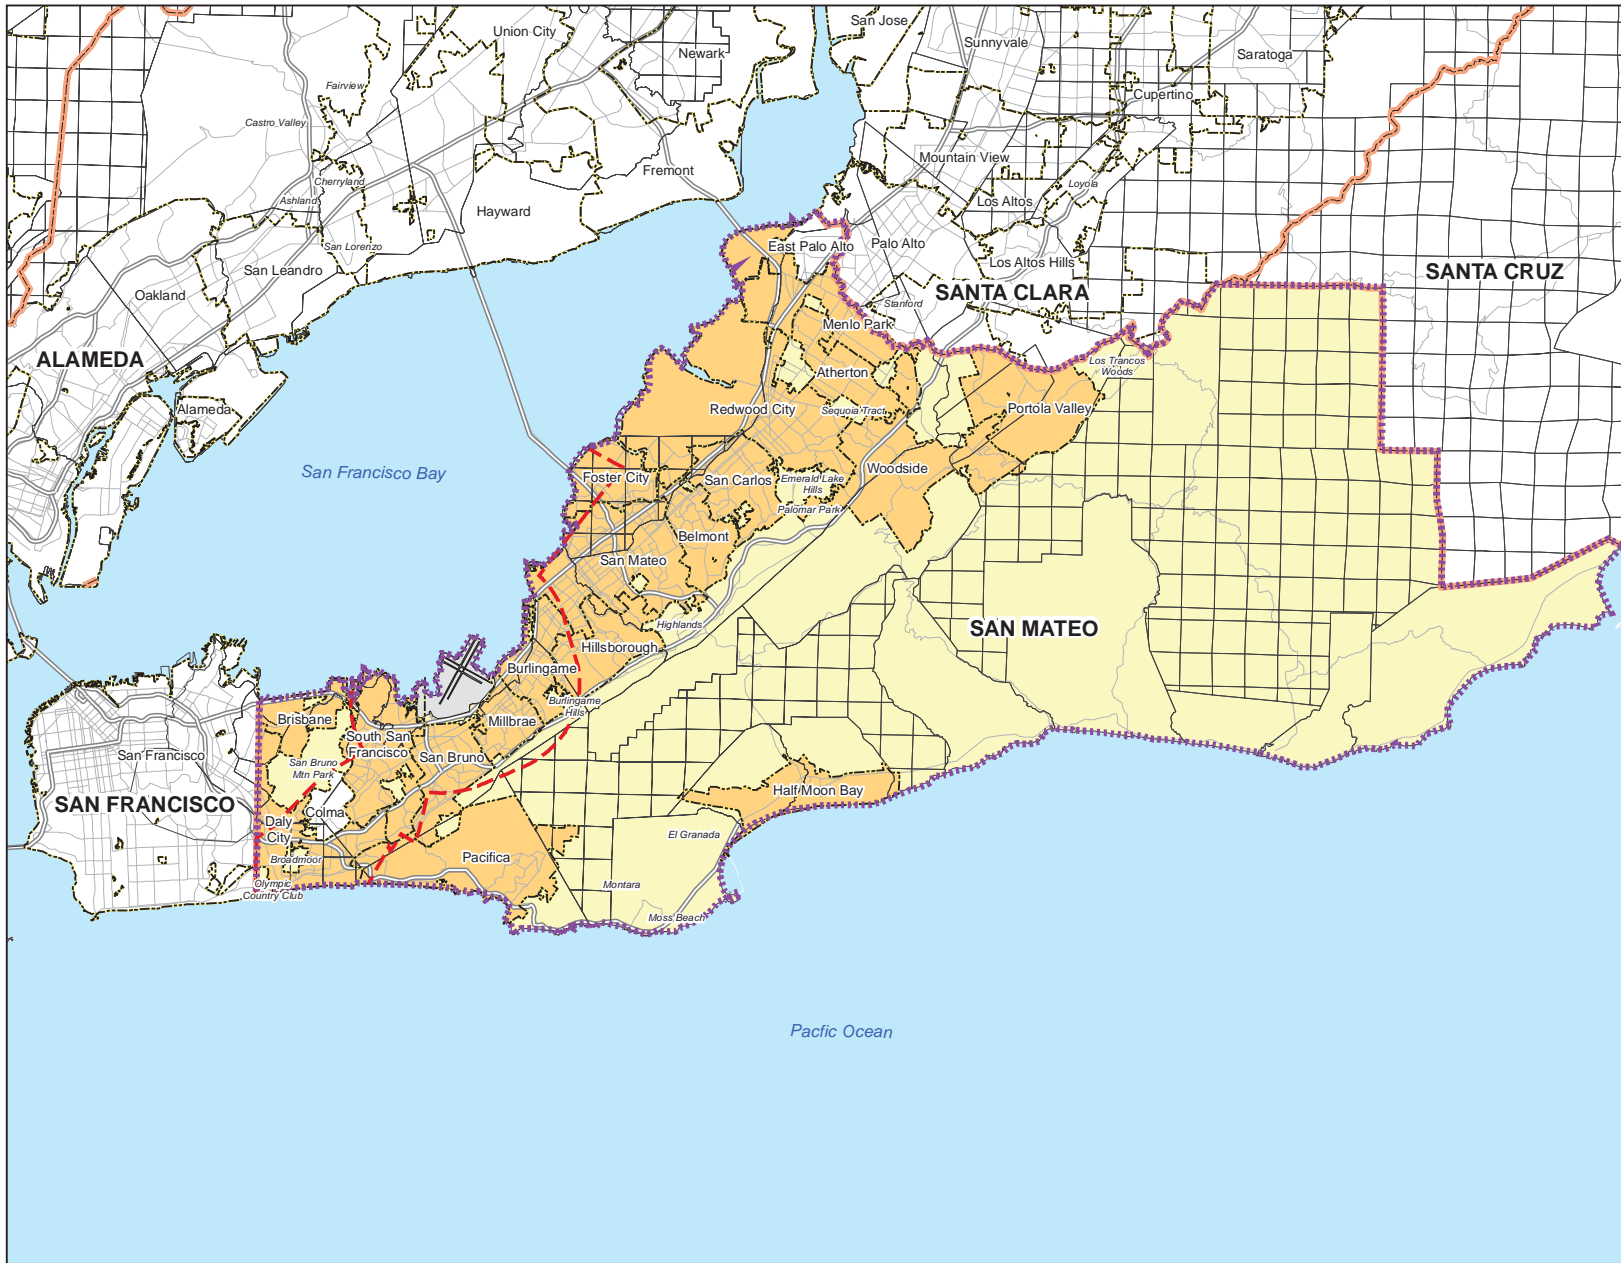 San Jose
Union City
Sunnyvale
Newark
Saratoga
Fairview
Cupertino
Castro Valley
Mountain View
Fremont
Cherryland
Loyola
Ashland
Los Altos
Hayward
San Lorenzo
East Palo Alto
Palo Alto
San Leandro
Los Altos Hills
SANTA CRUZ
Oakland
SANTA CLARA
Stanford
Menlo Park
ALAMEDA
Los Trancos
Woods
Atherton
Alameda
Redwood City
Sequoia Tract
Portola Valley
San Francisco Bay
Woodside
Foster City
San Carlos
Emerald Lake
Hills
Palomar Park
Belmont
San Mateo
Highlands
SAN MATEO
Hillsborough
Burlingame
Burlingame
Hills
Brisbane
Millbrae
South San
Francisco
San Francisco
San Bruno
San Bruno
Mtn Park
Half Moon Bay
SAN FRANCISCO
Colma
Daly
City
El Granada
Broadmoor
Pacifica
Olympic
Country Club
Montara
Moss Beach
Pacfic Ocean